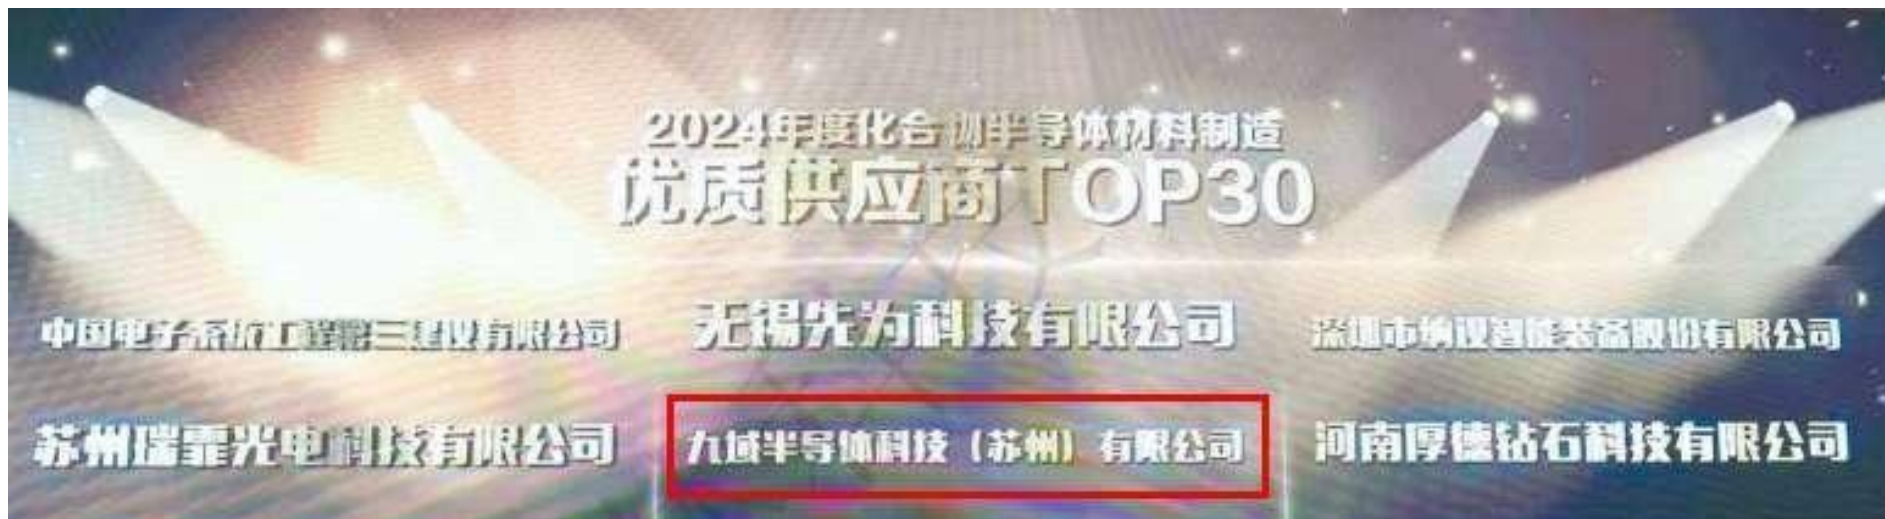 2024年度化合物半导体材料制造
优质供应商TOP30
中国电子系统工程第三建设有限公司
无锡先为科技有限公司
深圳市纳设智能装备股份有限公司
苏州瑞霏光电科技有限公司
九域半导体科技（苏州）有限公司
河南厚德钻石科技有限公司